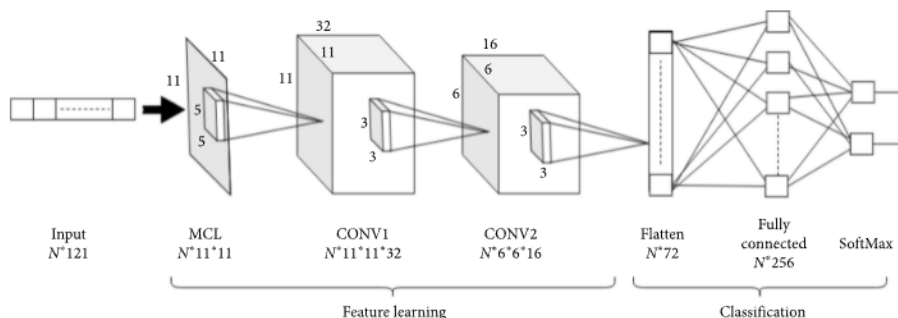 32
11
11
16
11
11
6
6
5
3
3
5
3
3
Input
N*121
MCL
N*11*11
CONV1
N*11*11*32
CONV2
N*6*6*16
Flatten
N*72
Fully
connected
N*256
SoftMax
Feature learning
Classification